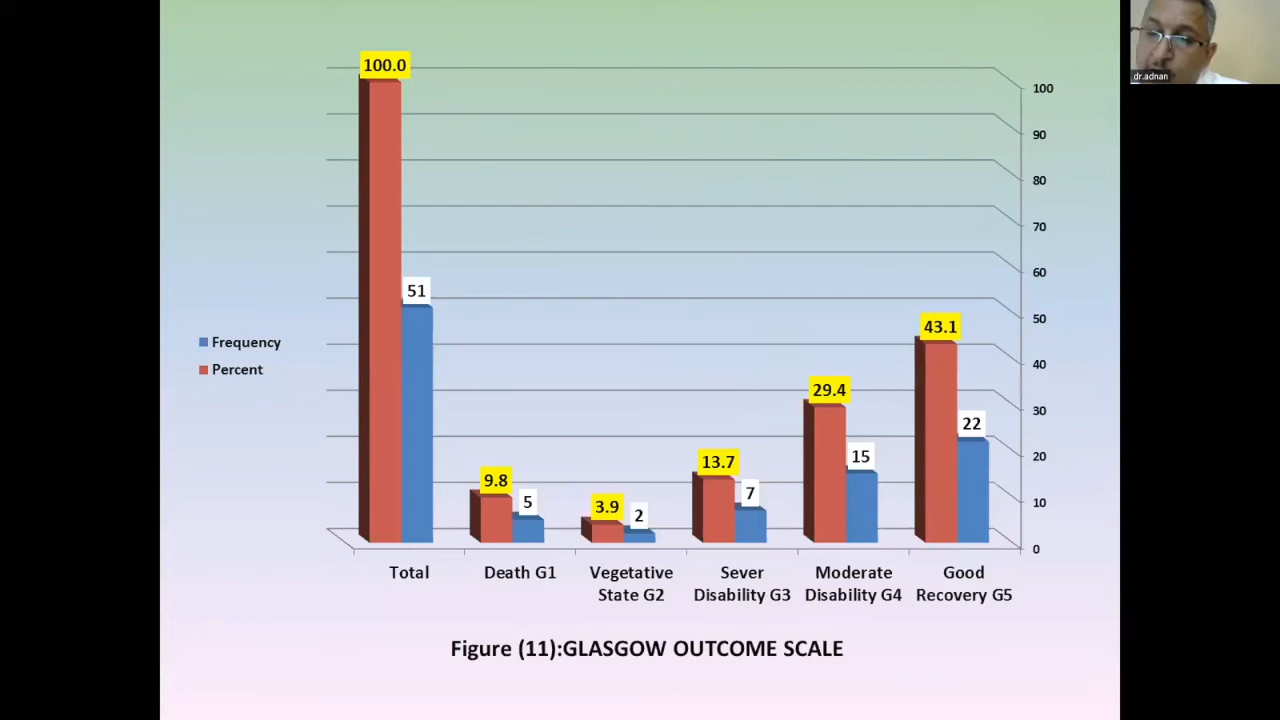 100.0
51
9.8
5
3.9
2
13.7
7
29.4
15
43.1
22
100
90
80
70
60
50
40
30
20
10
0
Frequency
Percent
Total
Death G1
Vegetative
State G2
Sever
Disability G3
Moderate
Disability G4
Good
Recovery G5
Figure (11):GLASGOW OUTCOME SCALE
dr.adnan